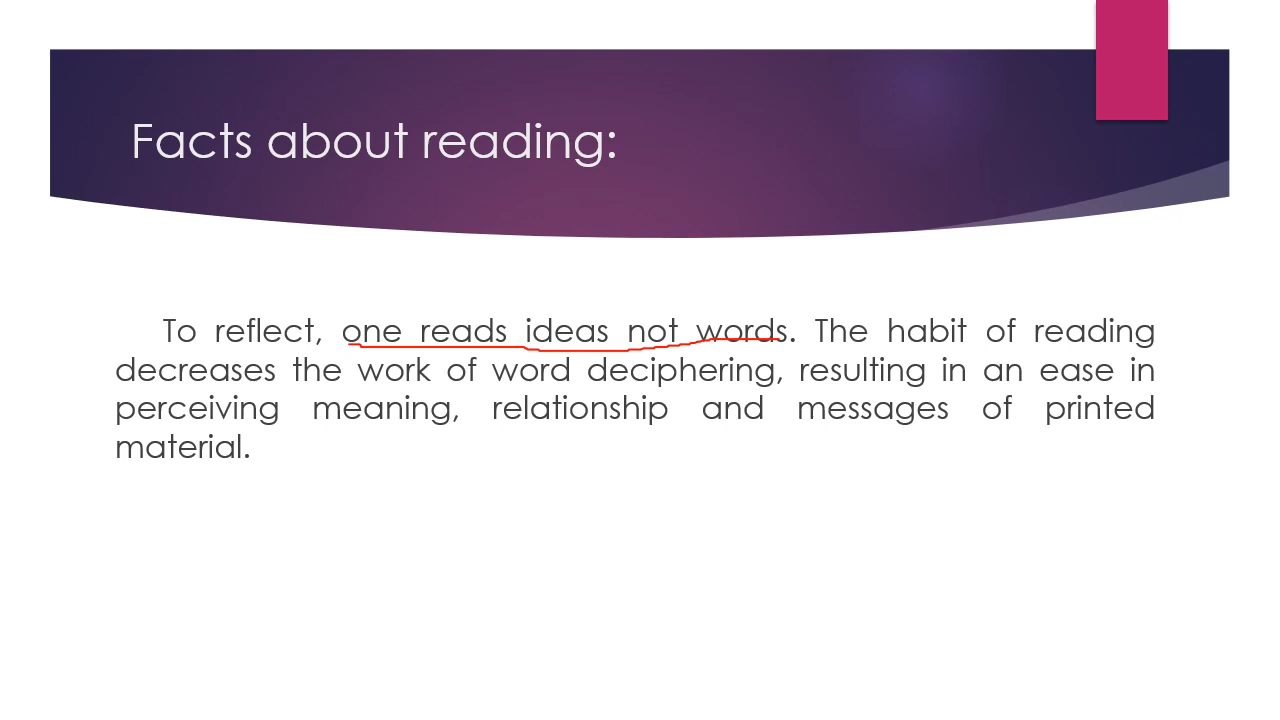 Facts about reading:
To reflect, one reads ideas not words. The habit of reading
decreases the work of word deciphering, resulting in an ease in
perceiving meaning, relationship and messages of printed
material.